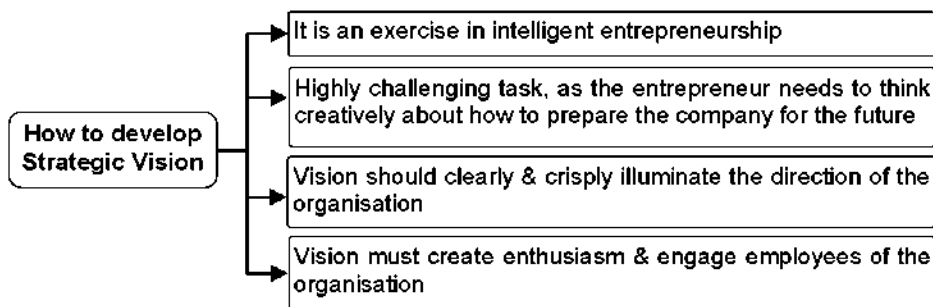 How to develop
Strategic Vision
It is an exercise in intelligent entrepreneurship
Highly challenging task, as the entrepreneur needs to think
creatively about how to prepare the company for the future
Vision should clearly & crisply illuminate the direction of the
organisation
Vision must create enthusiasm & engage employees of the
organisation